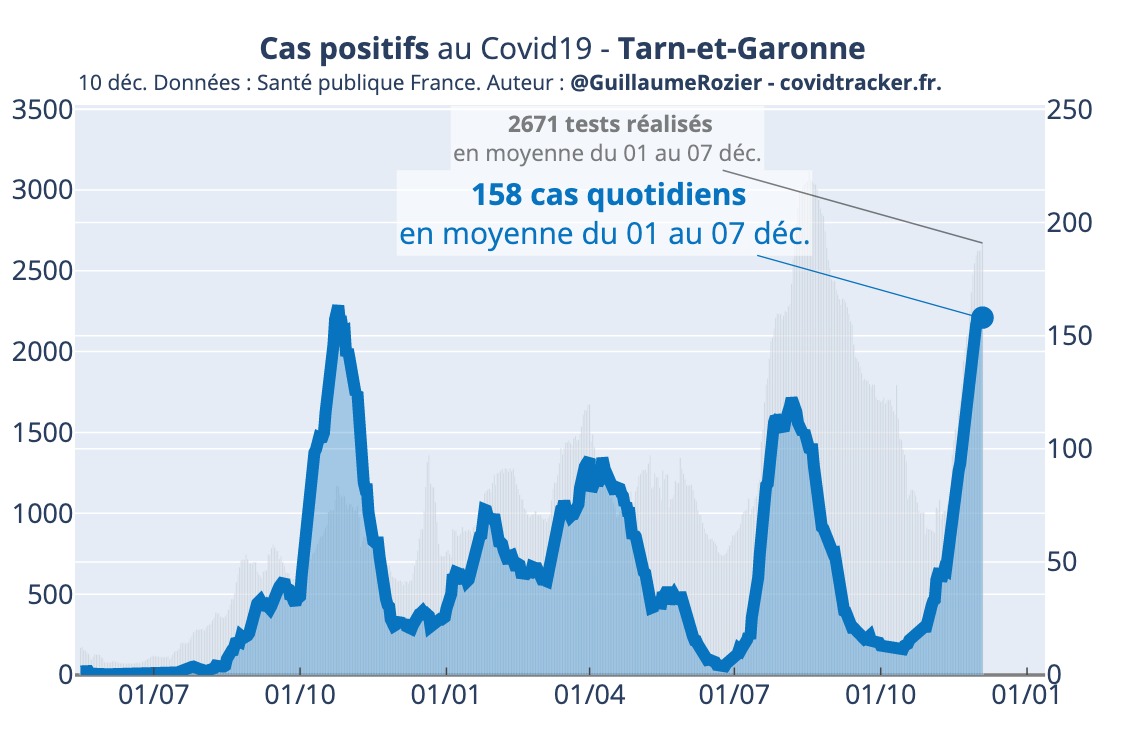 Cas positifs au Covid19 - Tarn-et-Garonne
10 déc. Données : Santé publique France. Auteur : @GuillaumeRozier - covidtracker.fr.
2671 tests réalisés
en moyenne du 01 au 07 déc.
158 cas quotidiens
en moyenne du 01 au 07 déc.
3500
3000
2500
2000
1500
1000
500
0
250
200
150
100
50
0
01/07 01/10 01/01 01/04 01/07 01/10 01/01